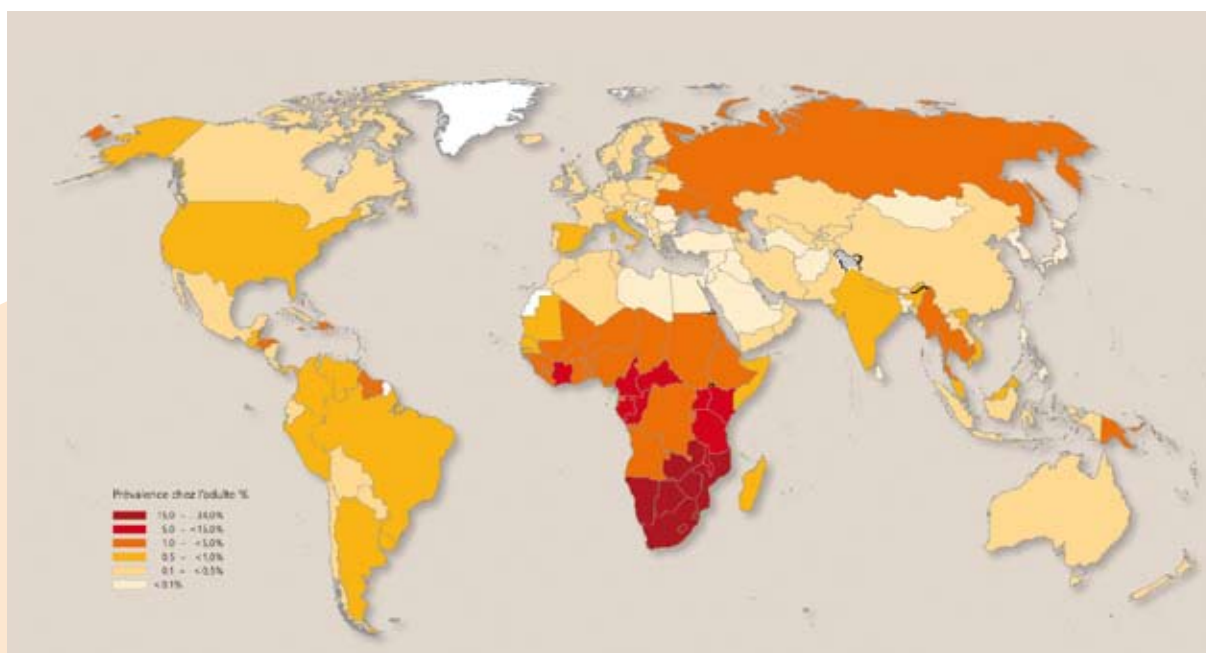 Prévalence chez l'adulte %
15.0 – 34.0%
5.0 – <15.0%
1.0 – <5.0%
0.5 – <1.0%
0.1 – <0.5%
<0.1%